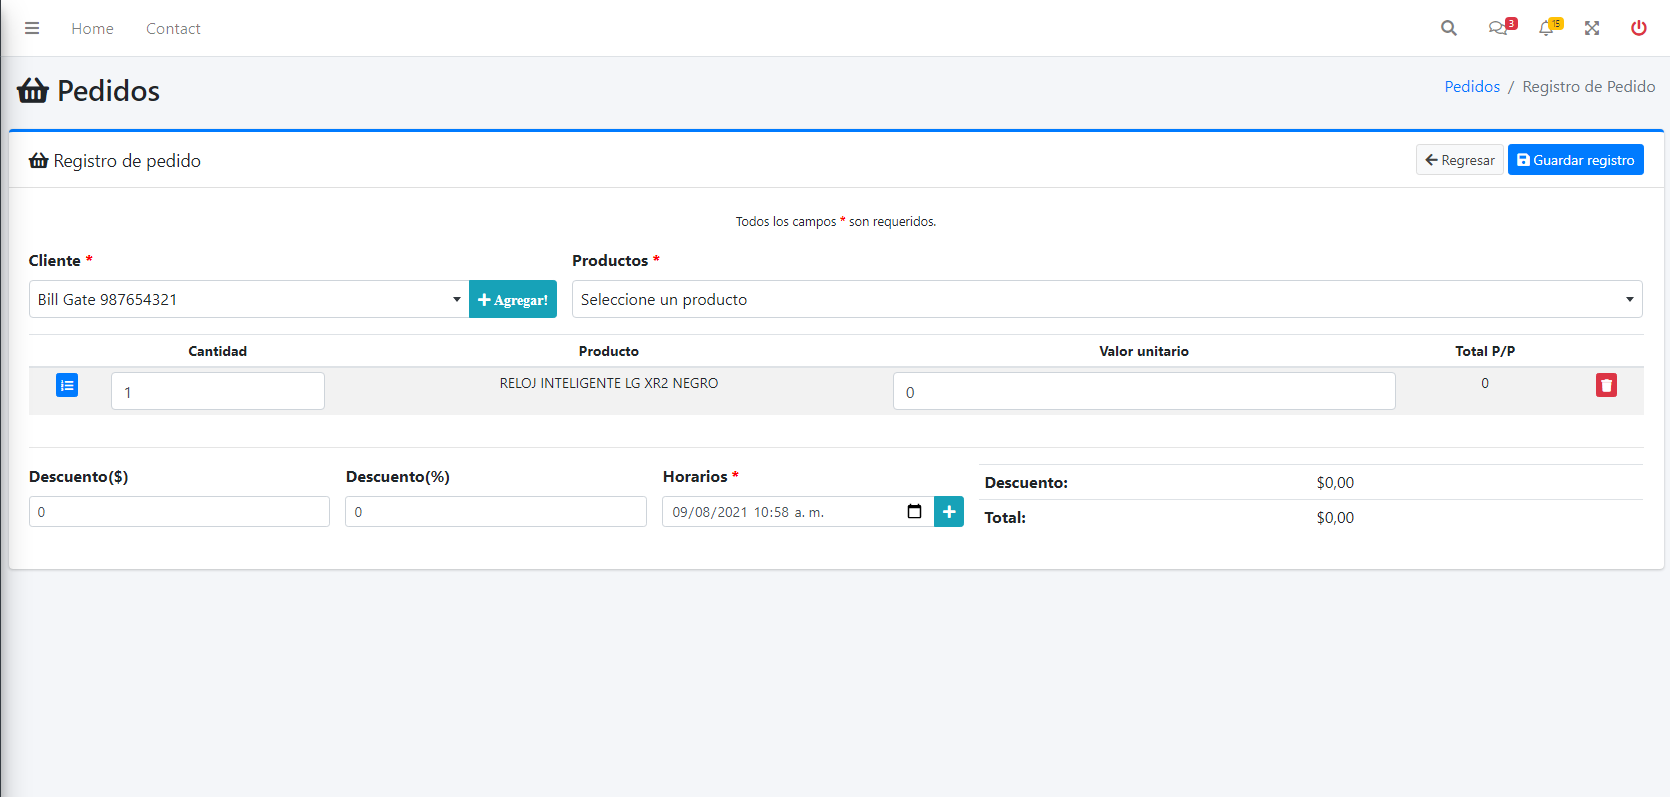 Home Contact 3 15
Pedidos
Pedidos / Registro de Pedido
Registro de pedido
Regresar Guardar registro
Todos los campos * son requeridos.
Cliente * Productos *
Bill Gate 987654321 Agregar! Seleccione un producto
Cantidad Producto Valor unitario Total P/P
1 RELOJ INTELIGENTE LG XR2 NEGRO 0 0
Descuento($) Descuento(%) Horarios *
0 0 09/08/2021 10:58 a. m.
Descuento: $0,00
Total: $0,00